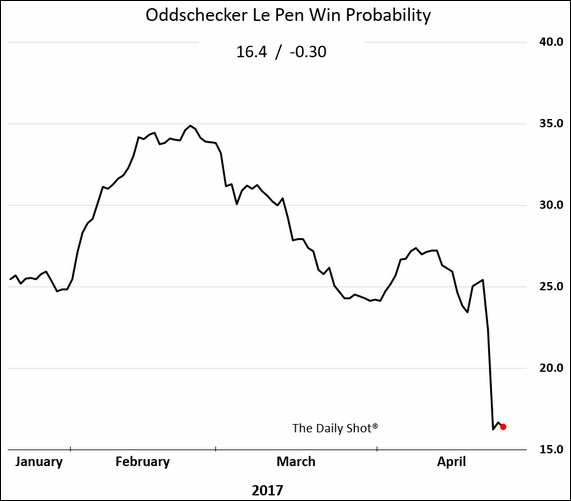 Oddschecker Le Pen Win Probability
16.4 / -0.30
40.0
35.0
30.0
25.0
20.0
15.0
The Daily Shot®
January February March April
2017